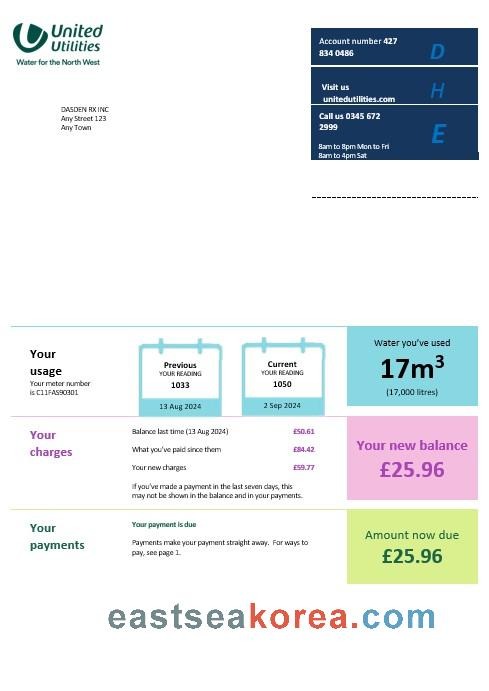 United
Utilities
Water for the North West
Account number 427
834 0486
D
Visit us
unitedutilities.com
H
Call us 0345 672
2999
E
8am to 8pm Mon to Fri
8am to 4pm Sat
DASDEN RX INC
Any Street 123
Any Town
Your
usage
Your meter number
is C11FAS90301
Previous
YOUR READING
1033
13 Aug 2024
Current
YOUR READING
1050
2 Sep 2024
Water you've used
17m³
(17,000 litres)
Your
charges
Balance last time (13 Aug 2024) £50.61
What you've paid since them £84.42
Your new charges £59.77
If you've made a payment in the last seven days, this
may not be shown in the balance and in your payments.
Your new balance
£25.96
Your
payments
Your payment is due
Payments make your payment straight away. For ways to
pay, see page 1.
Amount now due
£25.96
eastseakorea.com